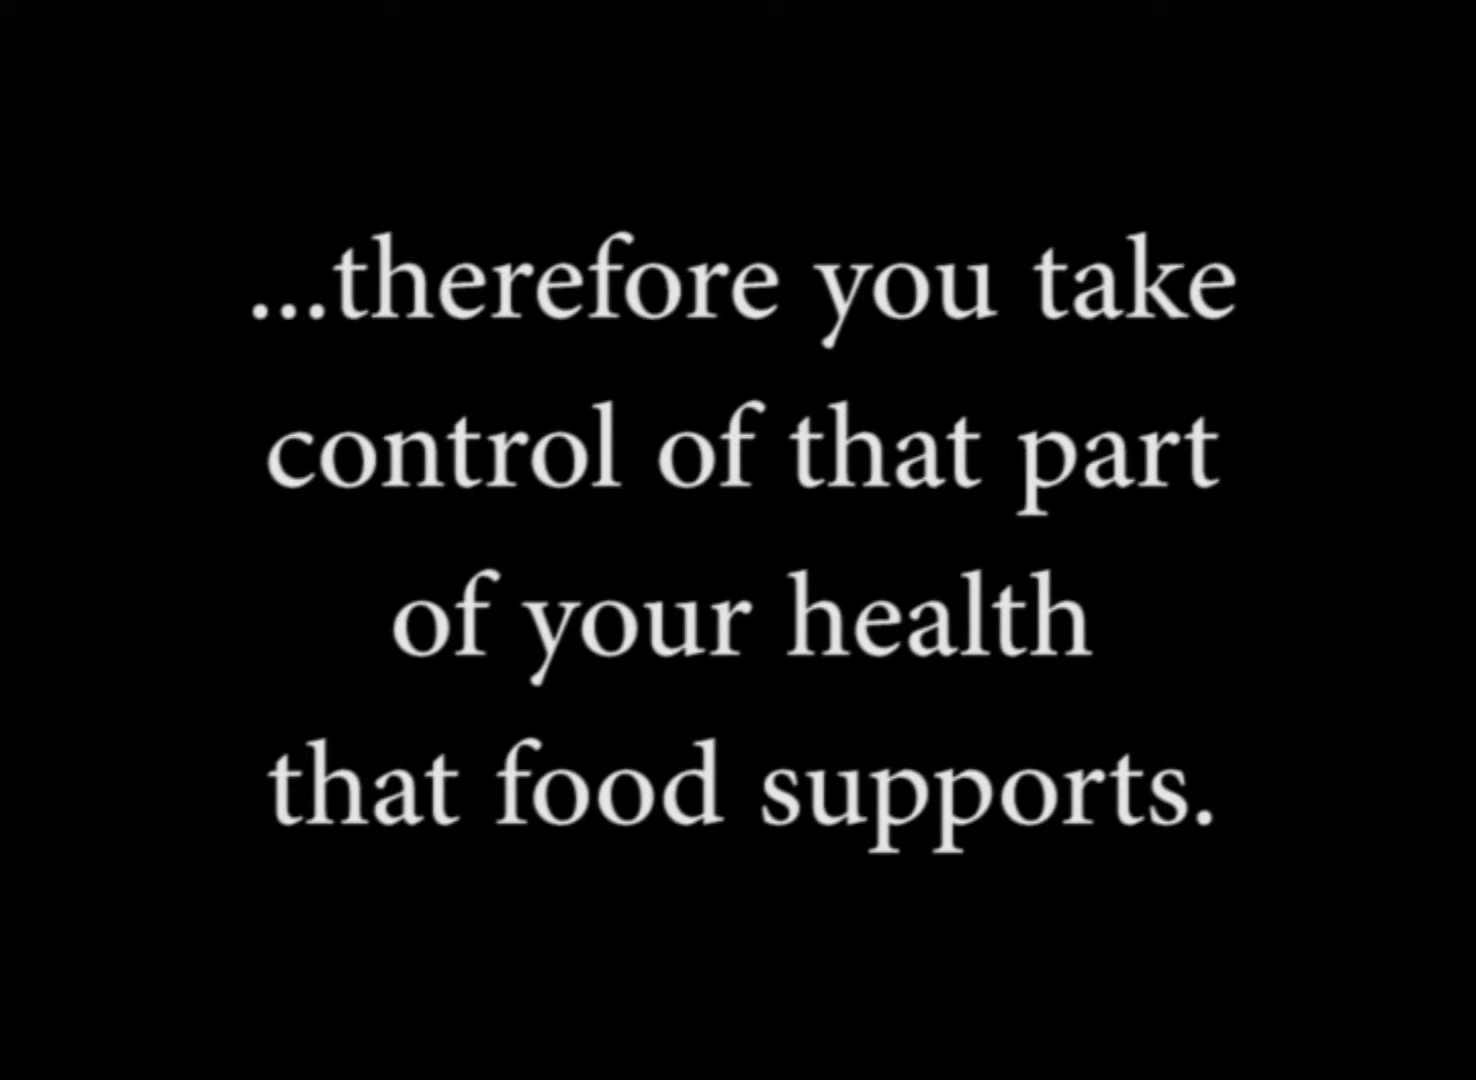 ...therefore you take
control of that part
of your health
that food supports.